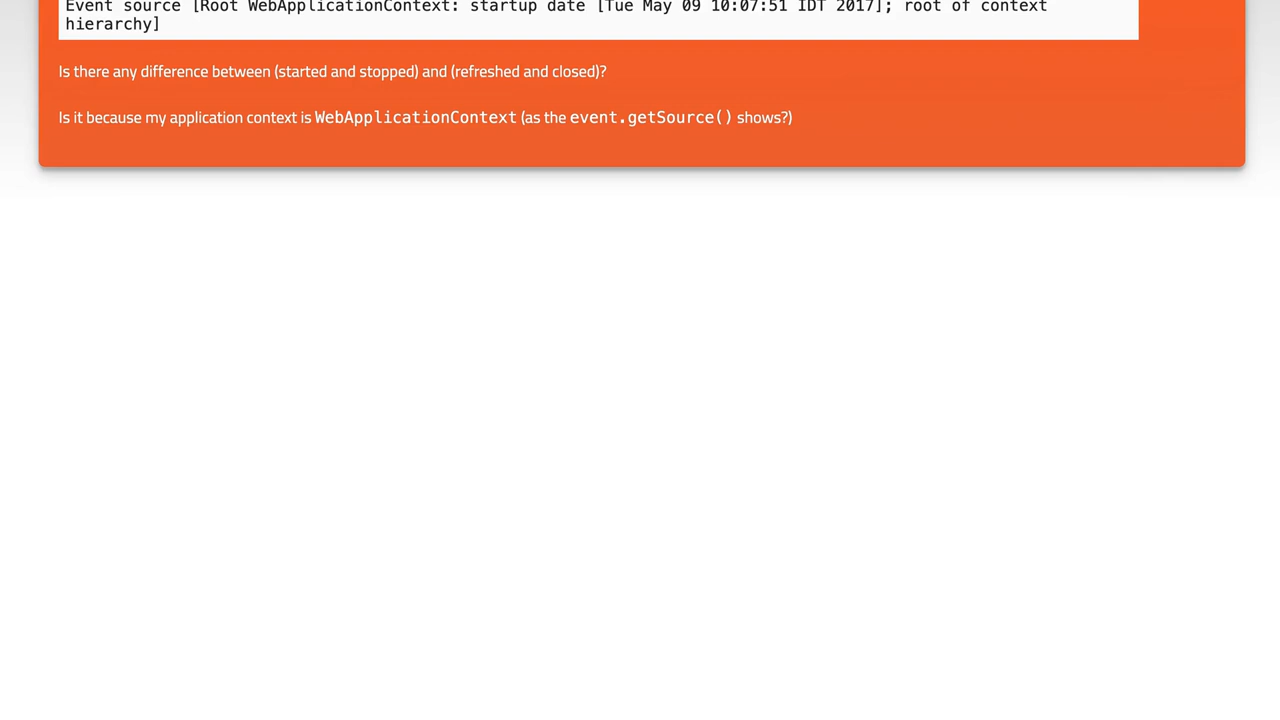 Event source [Root WebApplicationContext: startup date [Tue May 09 10:07:51 IDT 2017]; root of context
hierarchy]
Is there any difference between (started and stopped) and (refreshed and closed)?
Is it because my application context is WebApplicationContext (as the event.getSource() shows?)